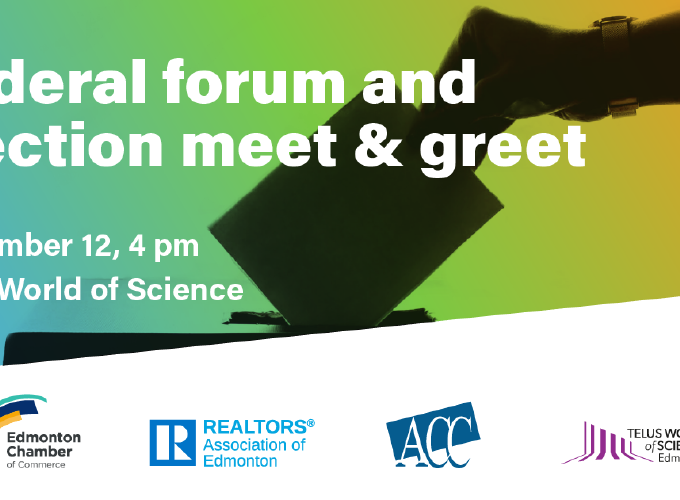 deral forum and
ection meet & greet
mber 12, 4 pm
World of Science
Edmonton
Chamber
of Commerce
REALTORS®
Association of
Edmonton
ACC
TELUS WO
of SCIE
Edm